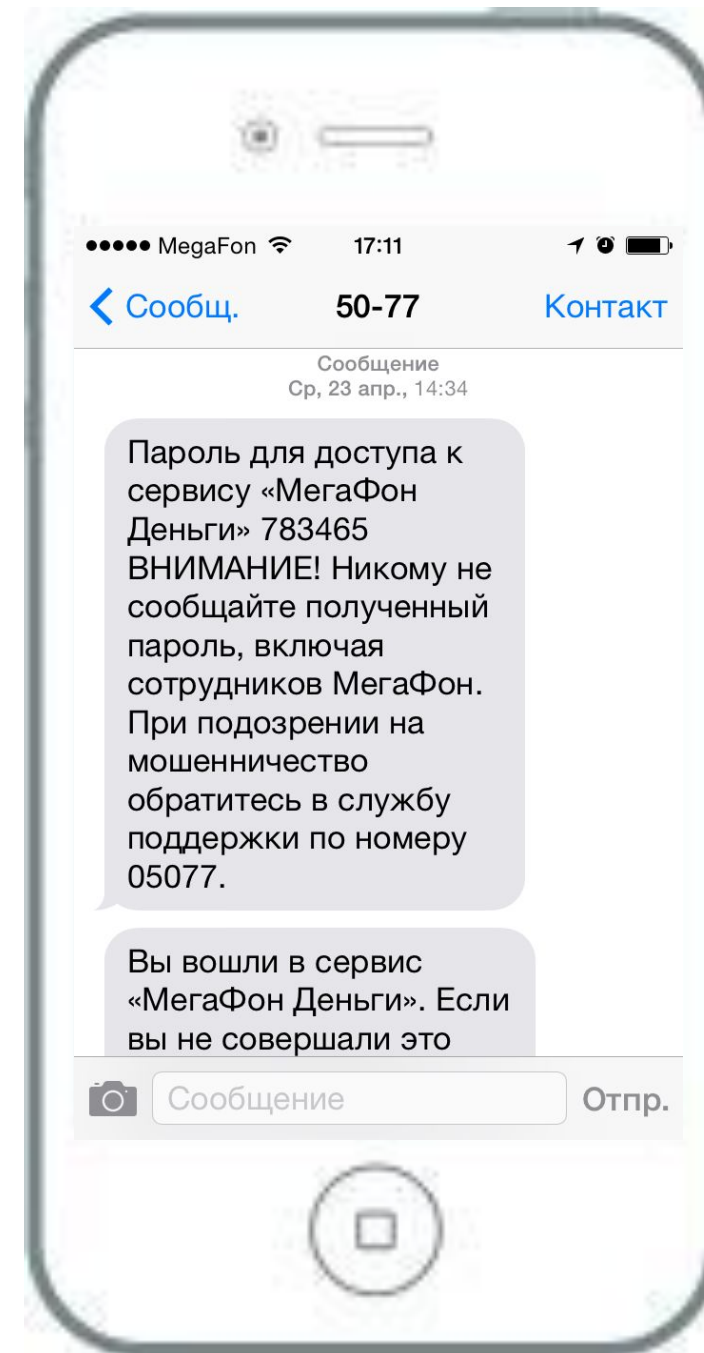 MegaFon 17:11
Сообщ. 50-77 Контакт
Сообщение
Ср, 23 апр., 14:34
Пароль для доступа к
сервису «МегаФон
Деньги» 783465
ВНИМАНИЕ! Никому не
сообщайте полученный
пароль, включая
сотрудников МегаФон.
При подозрении на
мошенничество
обратитесь в службу
поддержки по номеру
05077.
Вы вошли в сервис
«МегаФон Деньги». Если
вы не совершали это
Сообщение Отпр.